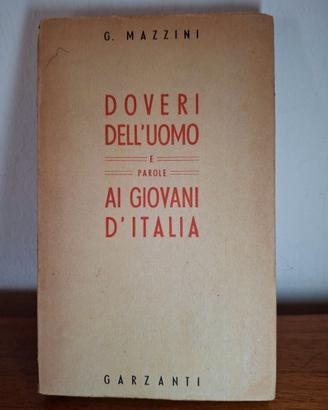 G. MAZZINI
DOVERI
DELL'UOMO
E
PAROLE
AI GIOVANI
D'ITALIA
GARZANTI